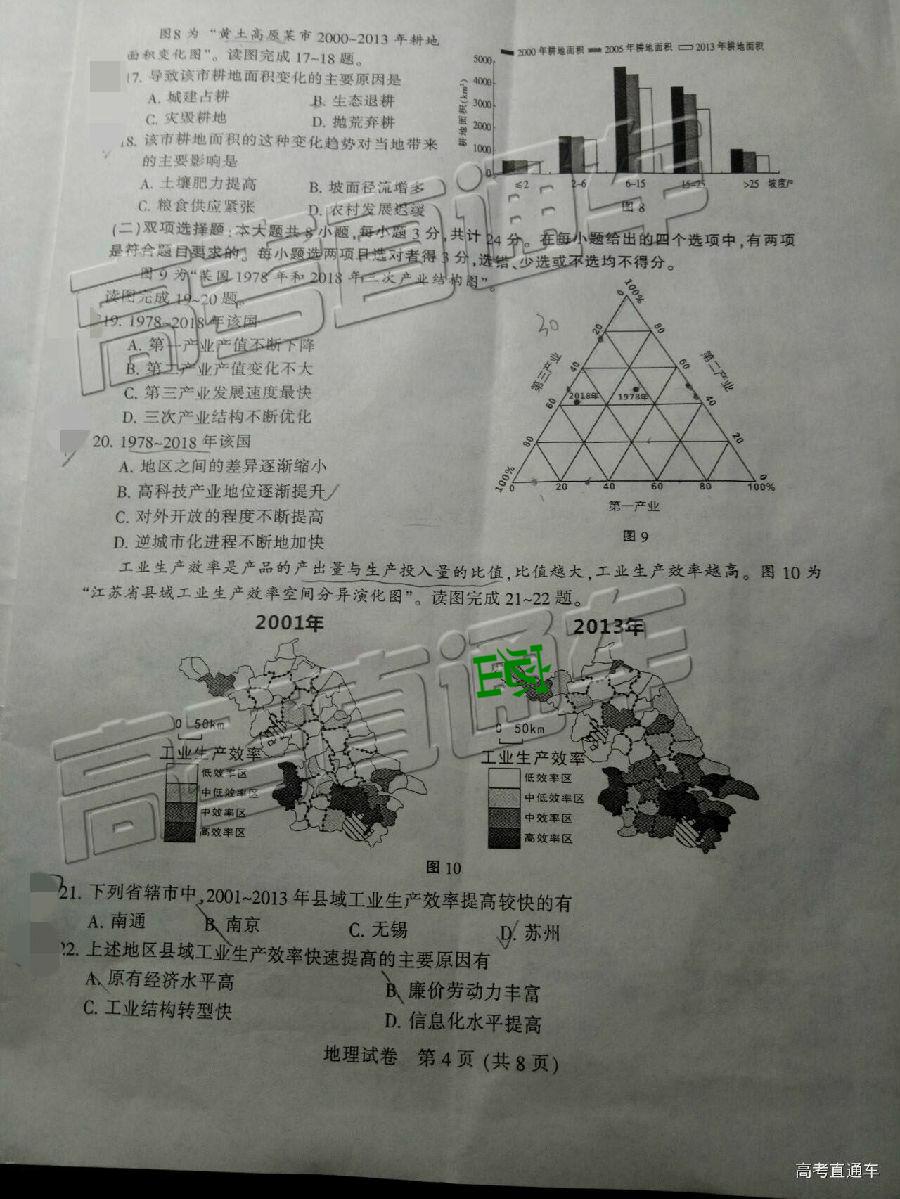 图8为“黄土高原某市2000~2013年耕地
面积变化图”。读图完成17~18题。
17. 导致该市耕地面积变化的主要原因是
A. 城建占耕 B. 生态退耕
C. 灾毁耕地 D. 抛荒弃耕
8. 该市耕地面积的这种变化趋势对当地带来
的主要影响是
A. 土壤肥力提高 B. 坡面径流增多
C. 粮食供应紧张 D. 农村发展迟缓
2000年耕地面积 2005年耕地面积 2013年耕地面积
耕地面积(km²)
5000
4000
3000
2000
1000
0
≤2 2~6 6~15 15~25 >25 坡度/°
图8
(二)双项选择题:本大题共8小题,每小题3分,共计24分。在每小题给出的四个选项中,有两项
是符合题目要求的。每小题选两项且选对者得3分,选错、少选或不选均不得分。
图9为“英国1978年和2018年三次产业结构图”。
读图完成19~20题。
19. 1978~2018年该国
A. 第一产业产值不断下降
B. 第二产业产值变化不大
C. 第三产业发展速度最快
D. 三次产业结构不断优化
20. 1978~2018年该国
A. 地区之间的差异逐渐缩小
B. 高科技产业地位逐渐提升
C. 对外开放的程度不断提高
D. 逆城市化进程不断地加快
30
0 100%
20 80
40 60
60 40
80 20
100% 0
第三产业
第二产业
2018年 1978年
0 20 40 60 80 100%
第一产业
图9
工业生产效率是产品的产出量与生产投入量的比值,比值越大,工业生产效率越高。图10为
“江苏省县域工业生产效率空间分异演化图”。读图完成21~22题。
2001年 2013年
0 50km
工业生产效率
低效率区
中低效率区
中效率区
高效率区
0 50km
工业生产效率
低效率区
中低效率区
中效率区
高效率区
图10
21. 下列省辖市中,2001~2013年县域工业生产效率提高较快的有
A. 南通 B. 南京 C. 无锡 D. 苏州
22. 上述地区县域工业生产效率快速提高的主要原因有
A. 原有经济水平高 B. 廉价劳动力丰富
C. 工业结构转型快 D. 信息化水平提高
地理试卷 第4页(共8页)
高考直通车
高考直通车
高考直通车